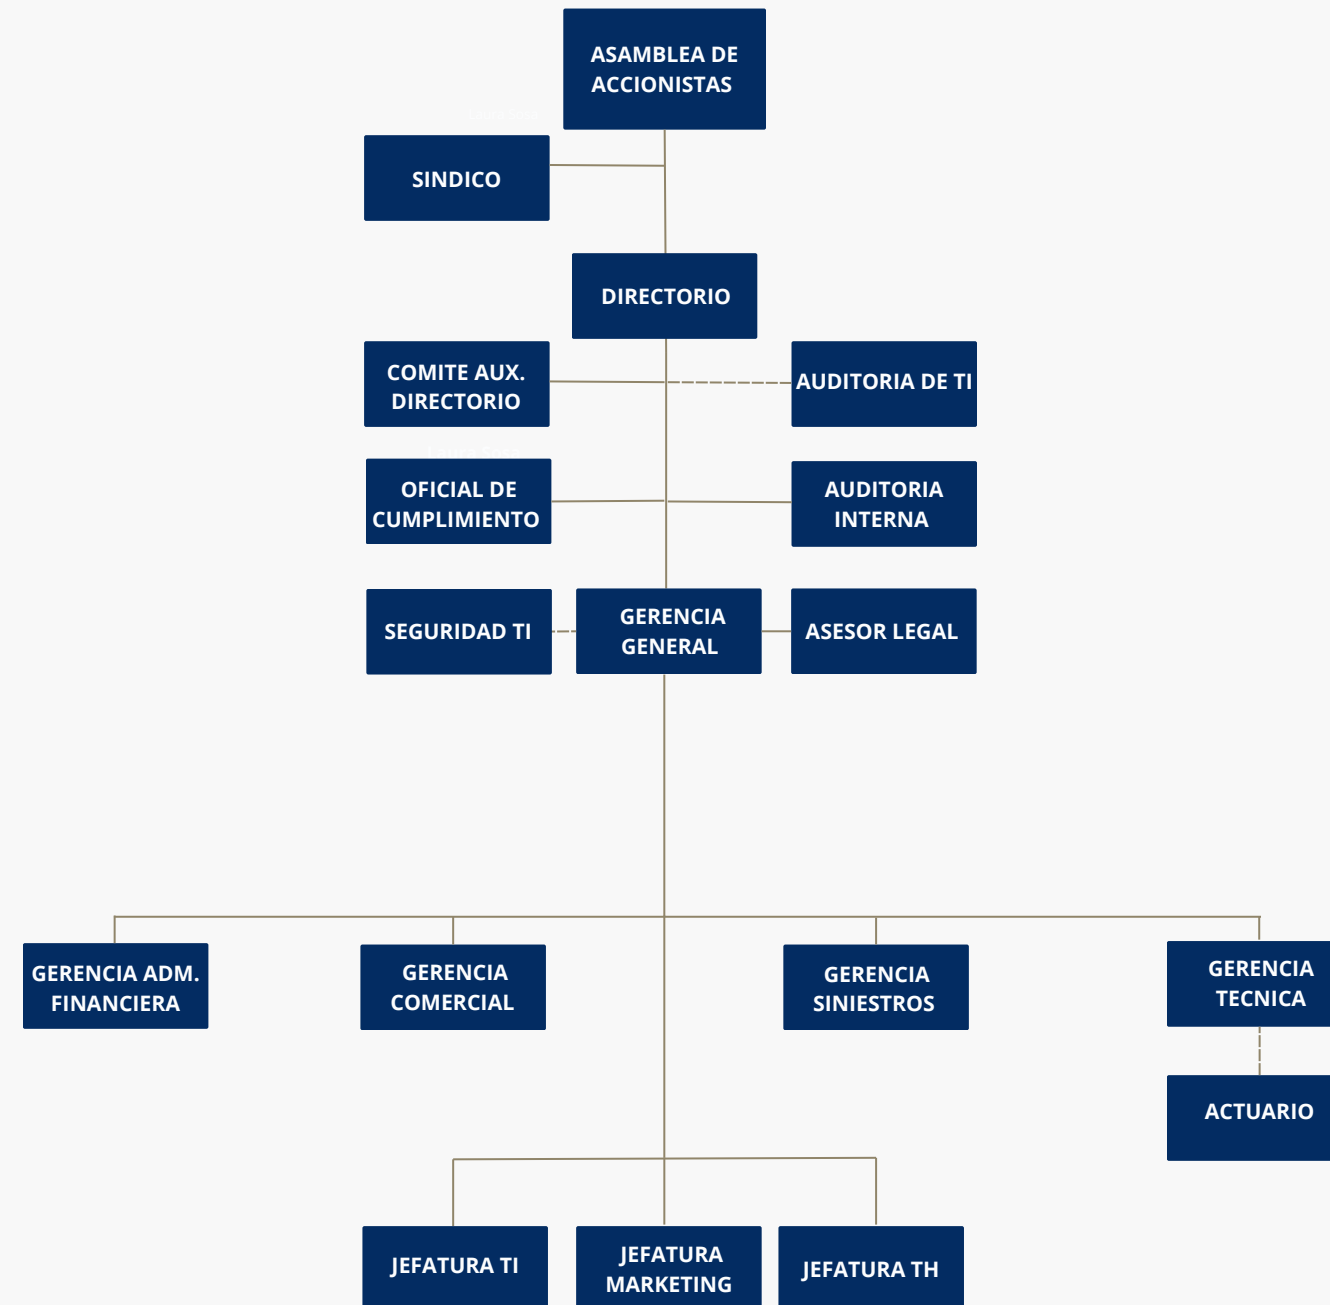 ASAMBLEA DE
ACCIONISTAS
SINDICO
DIRECTORIO
COMITE AUX.
DIRECTORIO
AUDITORIA DE TI
OFICIAL DE
CUMPLIMIENTO
AUDITORIA
INTERNA
SEGURIDAD TI
GERENCIA
GENERAL
ASESOR LEGAL
GERENCIA ADM.
FINANCIERA
GERENCIA
COMERCIAL
GERENCIA
SINIESTROS
GERENCIA
TECNICA
ACTUARIO
JEFATURA TI
JEFATURA
MARKETING
JEFATURA TH